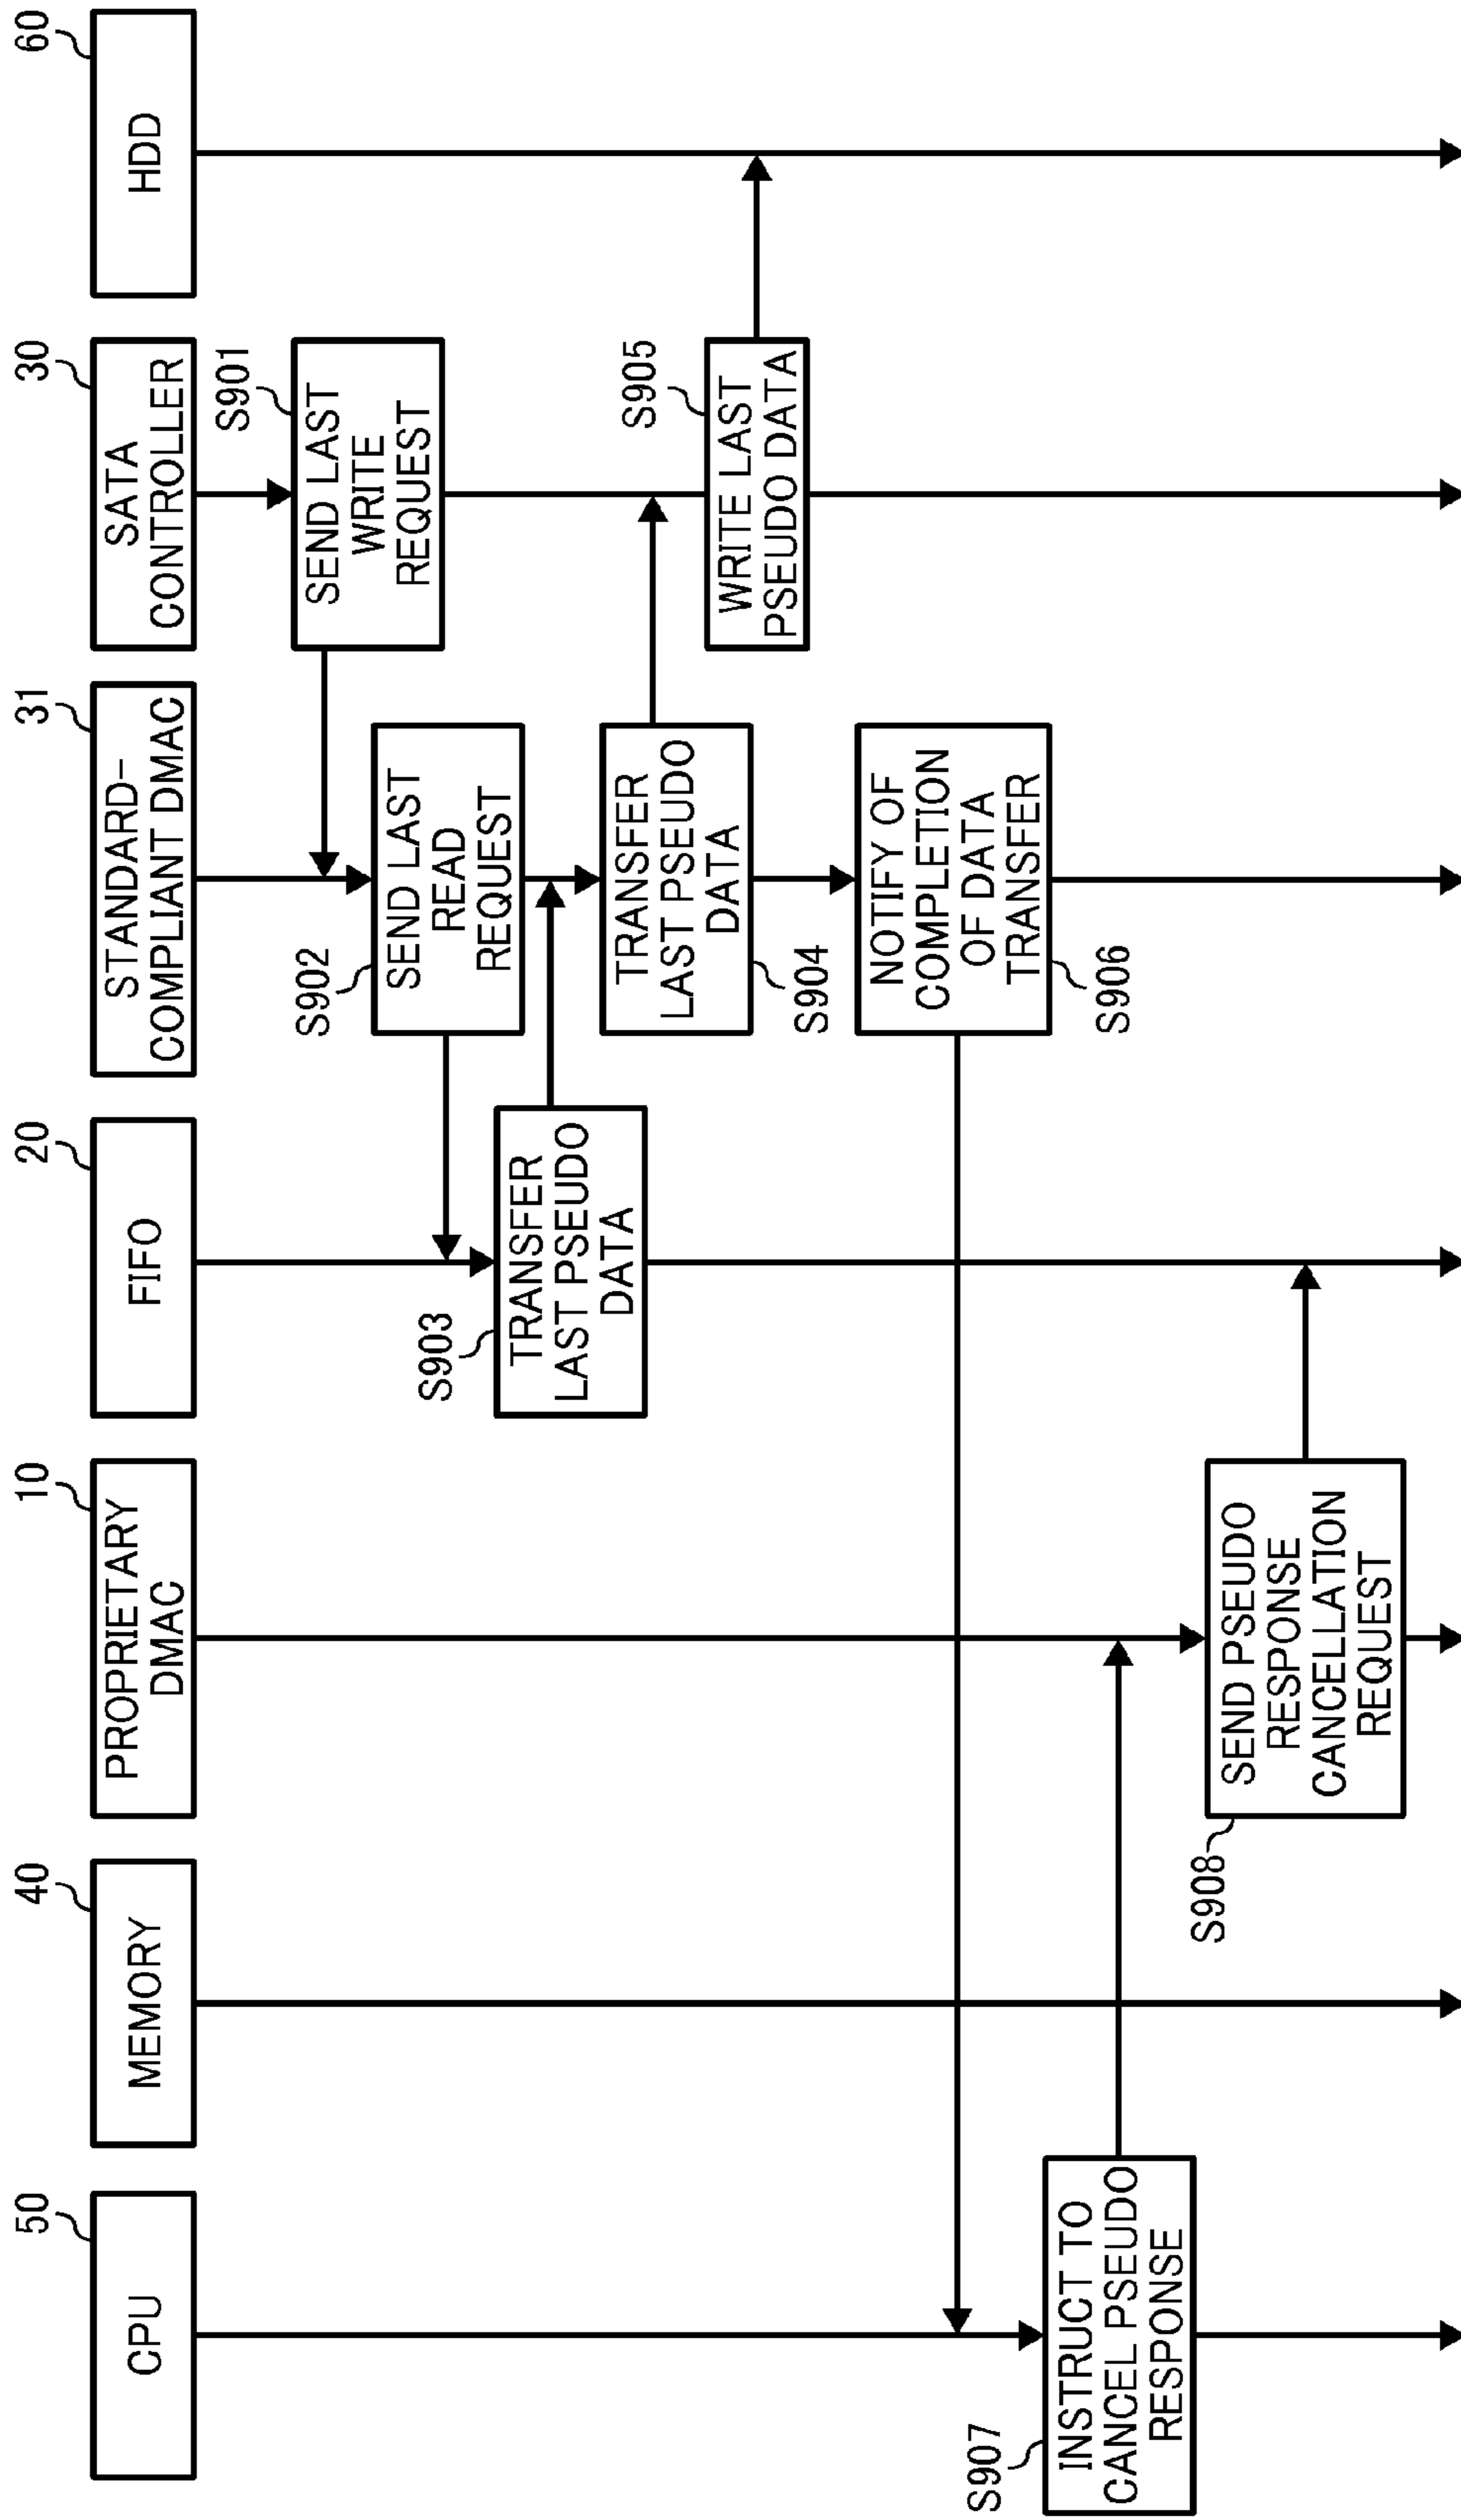 50
CPU
40
MEMORY
10
PROPRIETARY
DMAC
20
FIFO
31
STANDARD-
COMPLIANT DMAC
30
SATA
CONTROLLER
60
HDD
S901
SEND LAST
WRITE
REQUEST
S902
SEND LAST
READ
REQUEST
S903
TRANSFER
LAST PSEUDO
DATA
TRANSFER
LAST PSEUDO
DATA
S904
S905
WRITE LAST
PSEUDO DATA
NOTIFY OF
COMPLETION
OF DATA
TRANSFER
S906
S907
INSTRUCT TO
CANCEL PSEUDO
RESPONSE
S908
SEND PSEUDO
RESPONSE
CANCELLATION
REQUEST